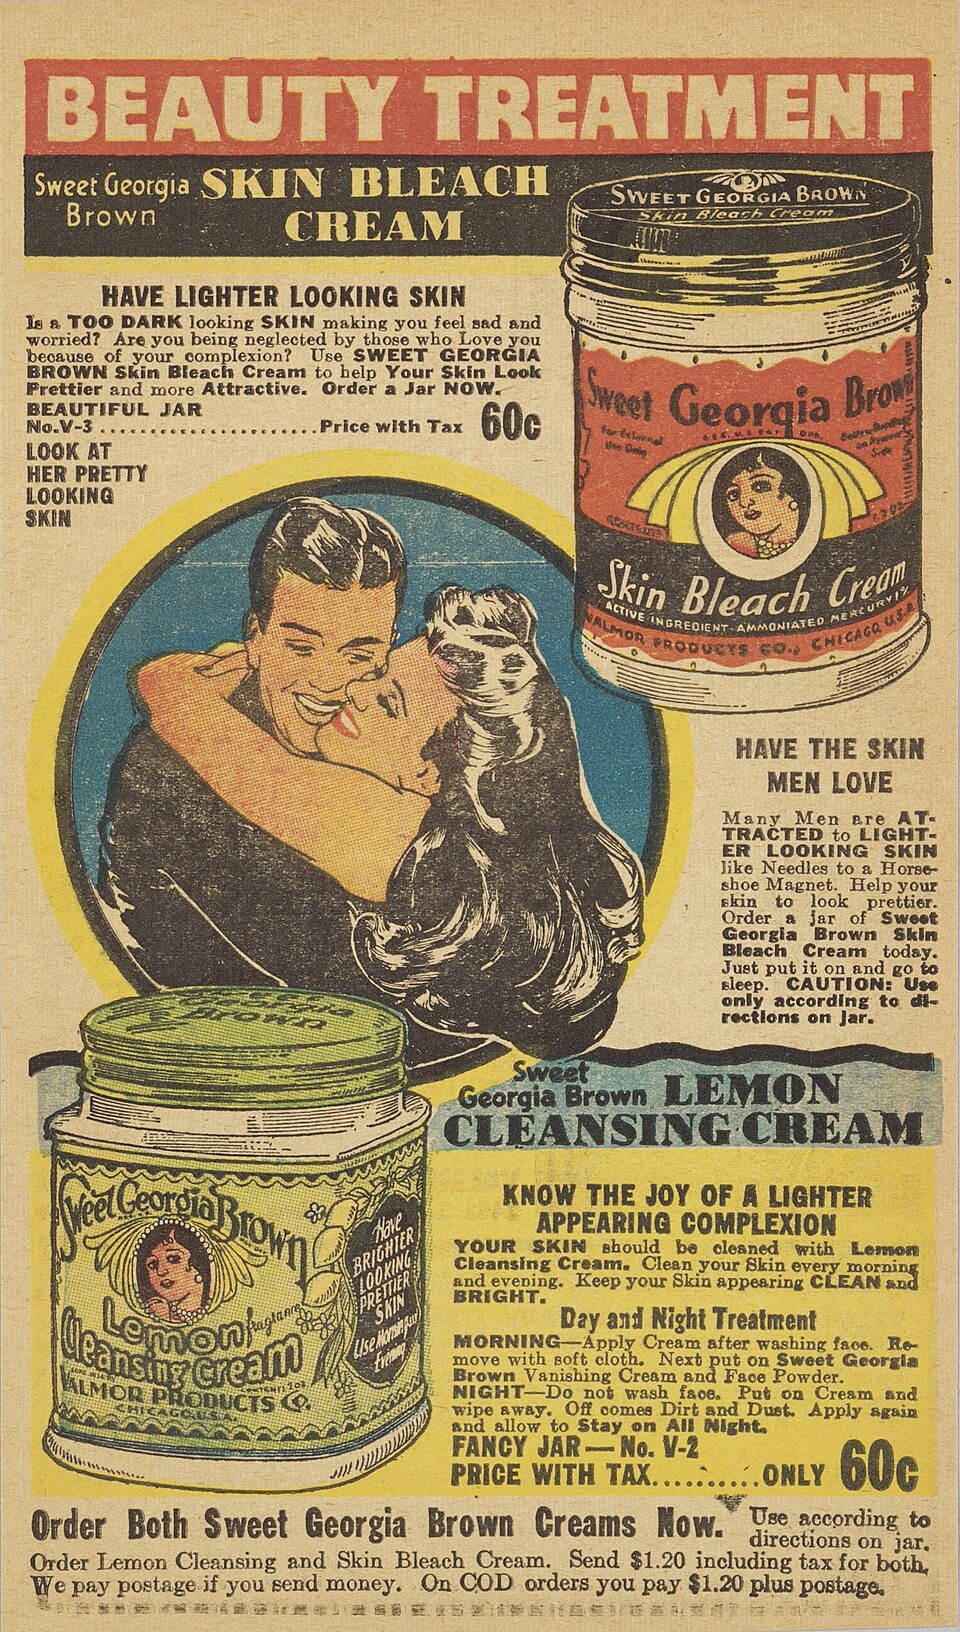 BEAUTY TREATMENT
Sweet Georgia Brown SKIN BLEACH CREAM
SWEET GEORGIA BROWN
Skin Bleach Cream
HAVE LIGHTER LOOKING SKIN
Is a TOO DARK looking SKIN making you feel sad and
worried? Are you being neglected by those who Love you
because of your complexion? Use SWEET GEORGIA
BROWN Skin Bleach Cream to help Your Skin Look
Prettier and more Attractive. Order a Jar NOW.
BEAUTIFUL JAR
No.V-3 ......................Price with Tax 60c
LOOK AT
HER PRETTY
LOOKING
SKIN
Sweet Georgia Brown
For External
Use Only
CONTENTS
Skin Bleach Cream
ACTIVE INGREDIENT-AMMONIATED MERCURY 1%
VALMOR PRODUCTS CO., CHICAGO, U.S.A.
HAVE THE SKIN
MEN LOVE
Many Men are AT-
TRACTED to LIGHT-
ER LOOKING SKIN
like Needles to a Horse-
shoe Magnet. Help your
skin to look prettier.
Order a jar of Sweet
Georgia Brown Skin
Bleach Cream today.
Just put it on and go to
sleep. CAUTION: Use
only according to di-
rections on jar.
Sweet
Georgia Brown LEMON
CLEANSING CREAM
Georgia
Brown
Sweet Georgia Brown
Lemon fragrance
Cleansing Cream
VALMOR PRODUCTS CO.
CHICAGO, U.S.A.
Have
BRIGHTER
LOOKING
PRETTIER
SKIN
KNOW THE JOY OF A LIGHTER
APPEARING COMPLEXION
YOUR SKIN should be cleaned with Lemon
Cleansing Cream. Clean your Skin every morning
and evening. Keep your Skin appearing CLEAN and
BRIGHT.
Day and Night Treatment
MORNING—Apply Cream after washing face. Re-
move with soft cloth. Next put on Sweet Georgia
Brown Vanishing Cream and Face Powder.
NIGHT—Do not wash face. Put on Cream and
wipe away. Off comes Dirt and Dust. Apply again
and allow to Stay on All Night.
FANCY JAR — No. V-2
PRICE WITH TAX..........ONLY 60c
Order Both Sweet Georgia Brown Creams Now. Use according to
directions on jar.
Order Lemon Cleansing and Skin Bleach Cream. Send $1.20 including tax for both.
We pay postage if you send money. On COD orders you pay $1.20 plus postage.